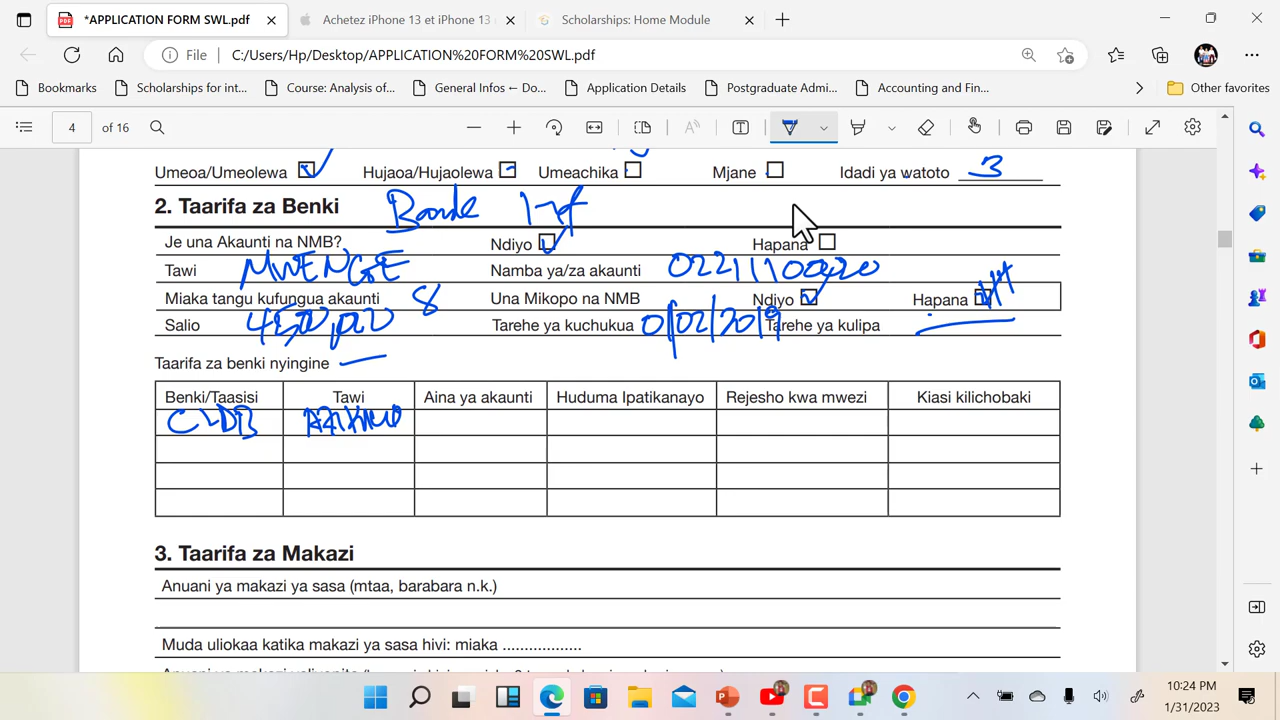 *APPLICATION FORM SWL.pdf
Achetez iPhone 13 et iPhone 13
Scholarships: Home Module
File C:/Users/Hp/Desktop/APPLICATION%20FORM%20SWL.pdf
Bookmarks Scholarships for int... Course: Analysis of... General Infos ← Do... Application Details Postgraduate Admi... Accounting and Fin... Other favorites
4 of 16
Umeoa/Umeolewa Hujaoa/Hujaolewa Umeachika Mjane Idadi ya watoto 3
2. Taarifa za Benki
Je una Akaunti na NMB? Ndiyo Hapana
Tawi MWENGE Namba ya/za akaunti
Miaka tangu kufungua akaunti 8 Una Mikopo na NMB Ndiyo Hapana
Salio Tarehe ya kuchukua Tarehe ya kulipa
Taarifa za benki nyingine
Benki/Taasisi Tawi Aina ya akaunti Huduma Ipatikanayo Rejesho kwa mwezi Kiasi kilichobaki
3. Taarifa za Makazi
Anuani ya makazi ya sasa (mtaa, barabara n.k.)
Muda uliokaa katika makazi ya sasa hivi: miaka ..................
10:24 PM
1/31/2023